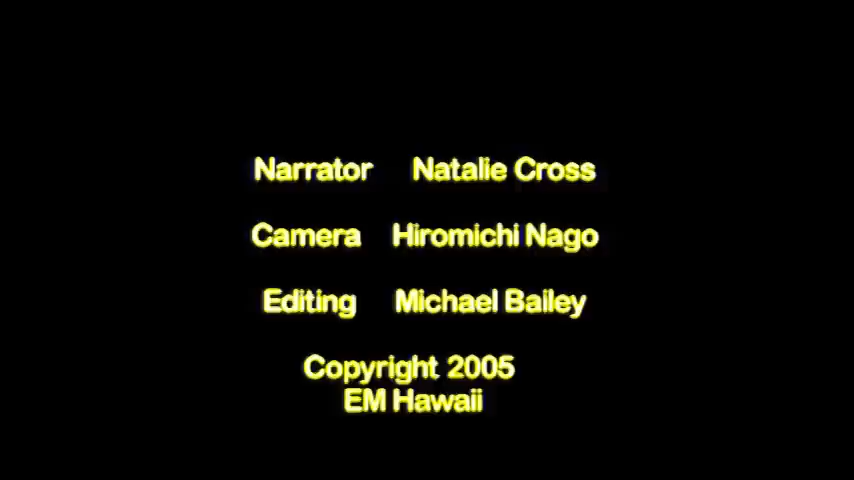 Narrator Natalie Cross
Camera Hiromichi Nago
Editing Michael Bailey
Copyright 2005
EM Hawaii